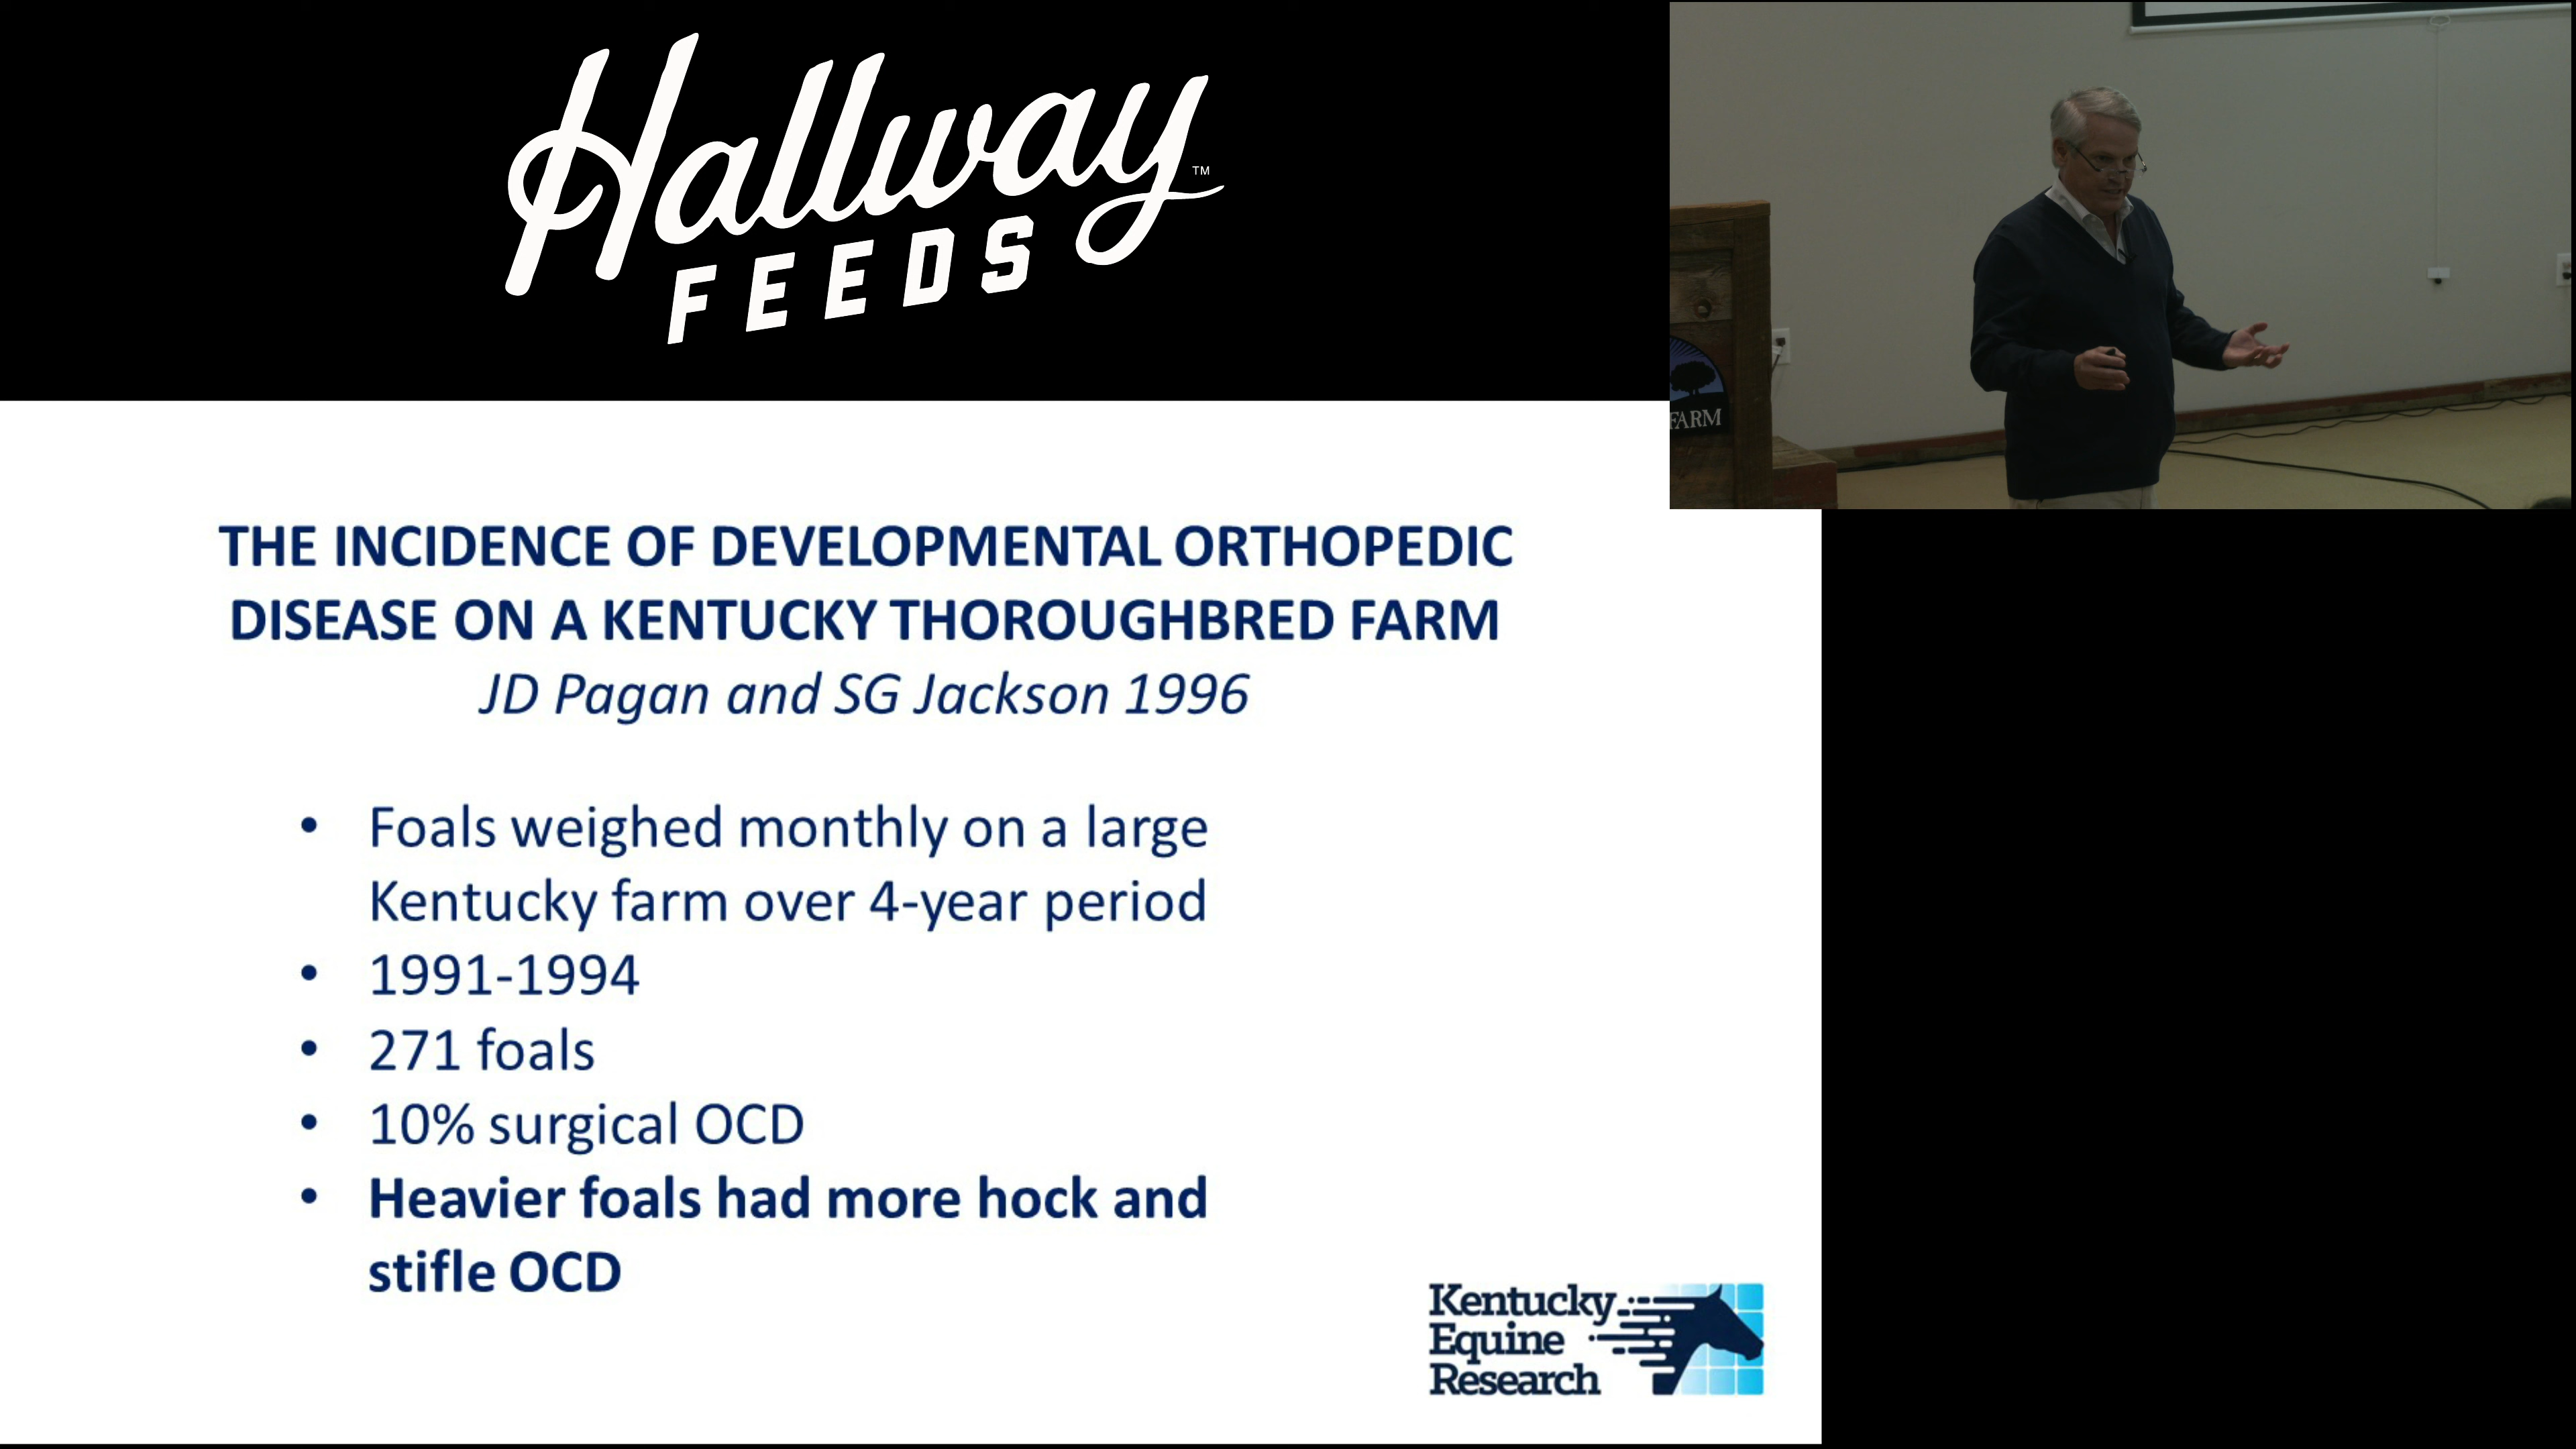 Hallway™
FEEDS
FARM
THE INCIDENCE OF DEVELOPMENTAL ORTHOPEDIC
DISEASE ON A KENTUCKY THOROUGHBRED FARM
JD Pagan and SG Jackson 1996
• Foals weighed monthly on a large
Kentucky farm over 4-year period
• 1991-1994
• 271 foals
• 10% surgical OCD
• Heavier foals had more hock and
stifle OCD
Kentucky
Equine
Research